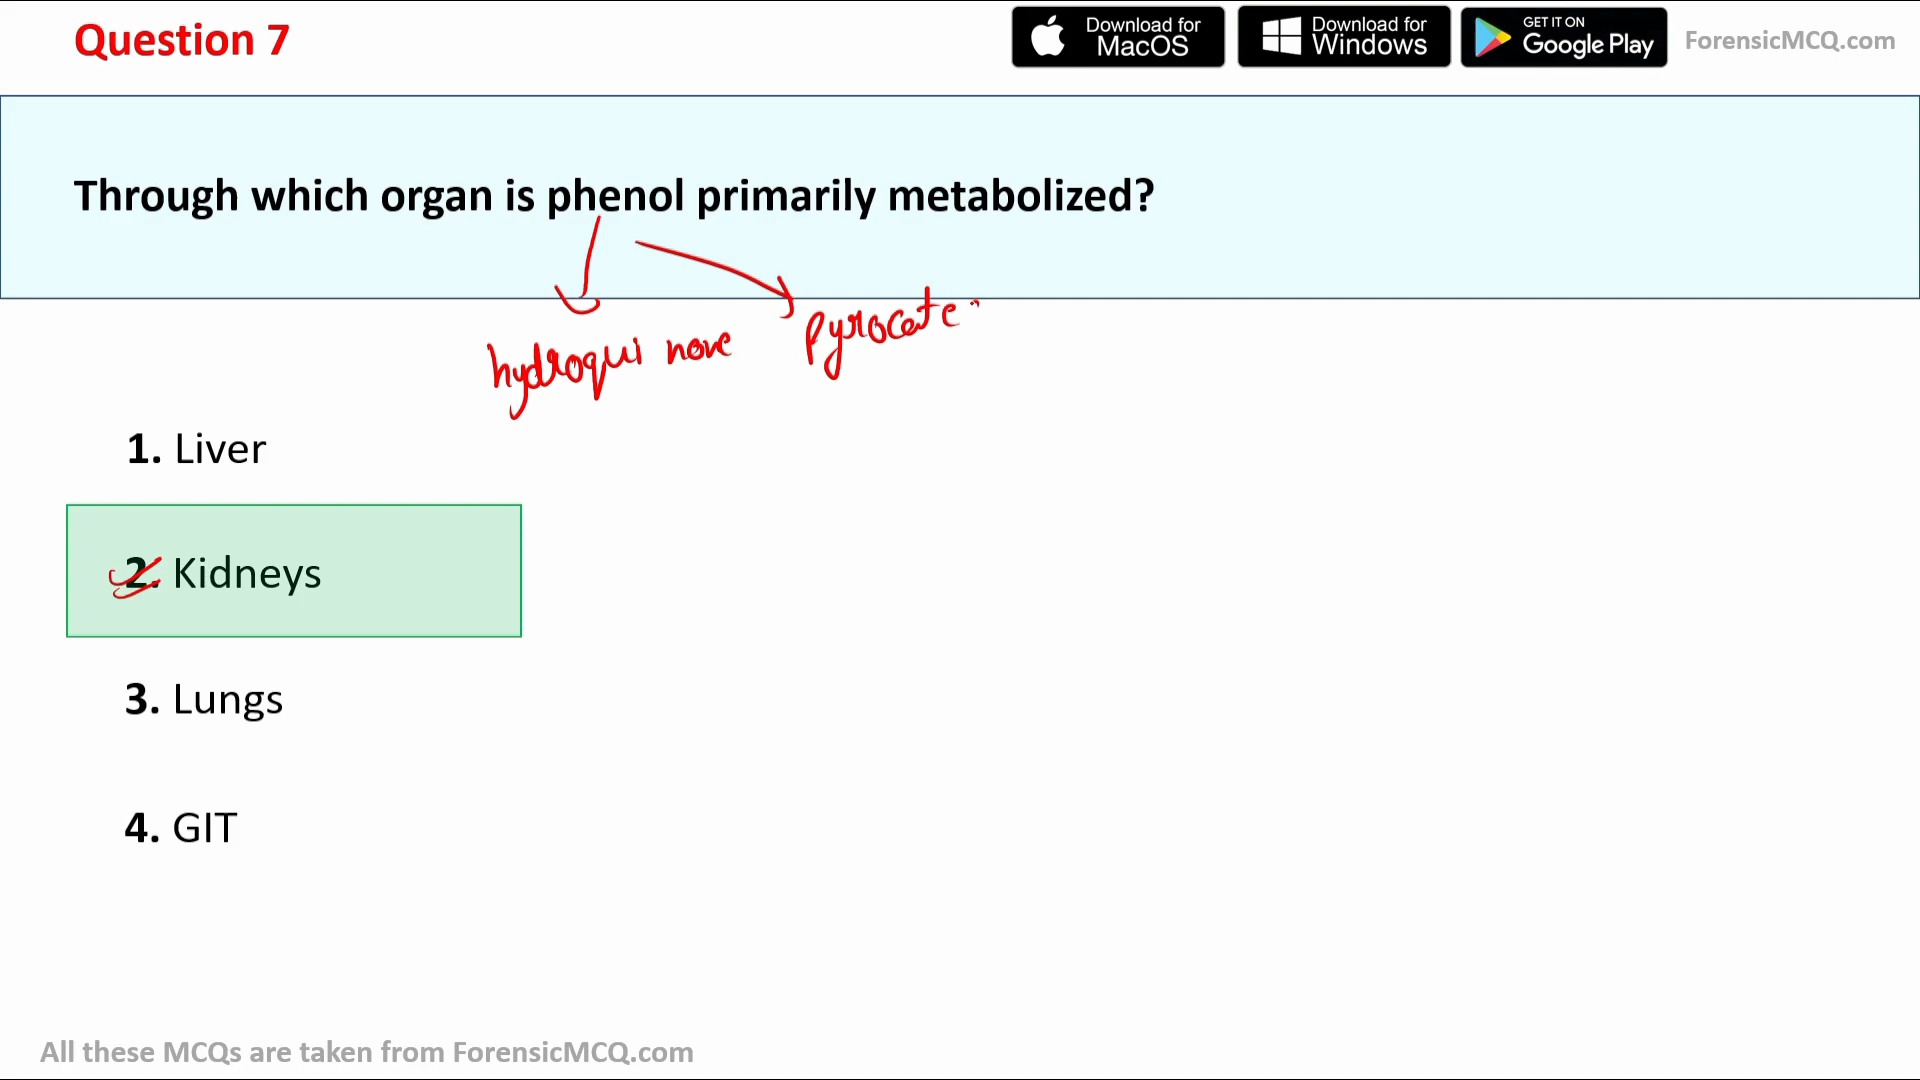 Question 7
Download for
MacOS
Download for
Windows
GET IT ON
Google Play
ForensicMCQ.com
Through which organ is phenol primarily metabolized?
hydroqui none
Pyrocate
1. Liver
2. Kidneys
3. Lungs
4. GIT
All these MCQs are taken from ForensicMCQ.com